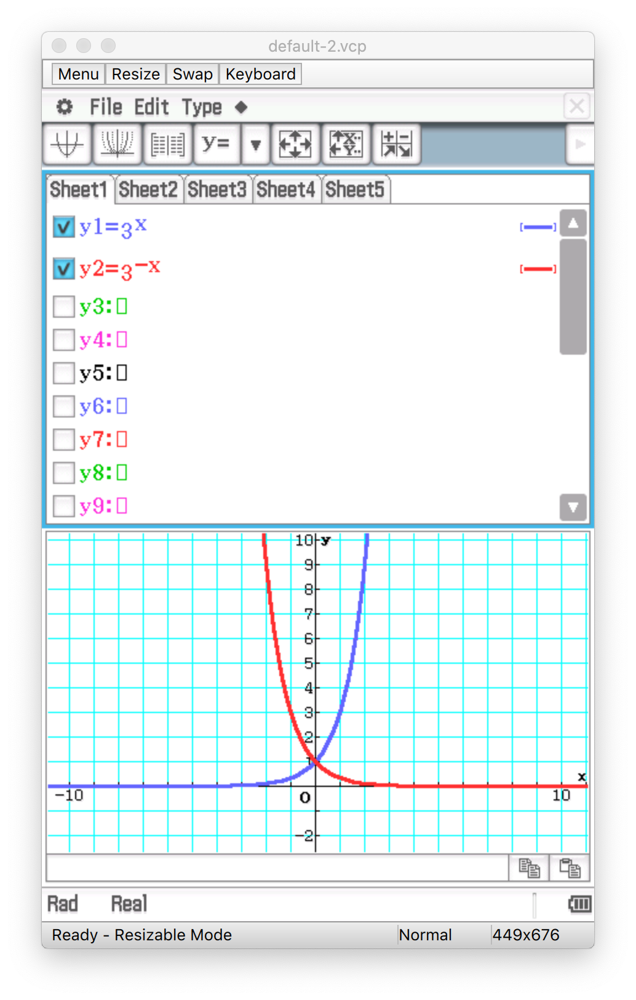 default-2.vcp
Menu Resize Swap Keyboard
File Edit Type ◆
y= ▼ X.. Y..
Sheet1 Sheet2 Sheet3 Sheet4 Sheet5
y1=3^x
y2=3^-x
y3:▯
y4:▯
y5:▯
y6:▯
y7:▯
y8:▯
y9:▯
10 y
9
8
7
6
5
4
3
2
1
x
-10 O 10
-2
Rad Real
Ready - Resizable Mode Normal 449x676